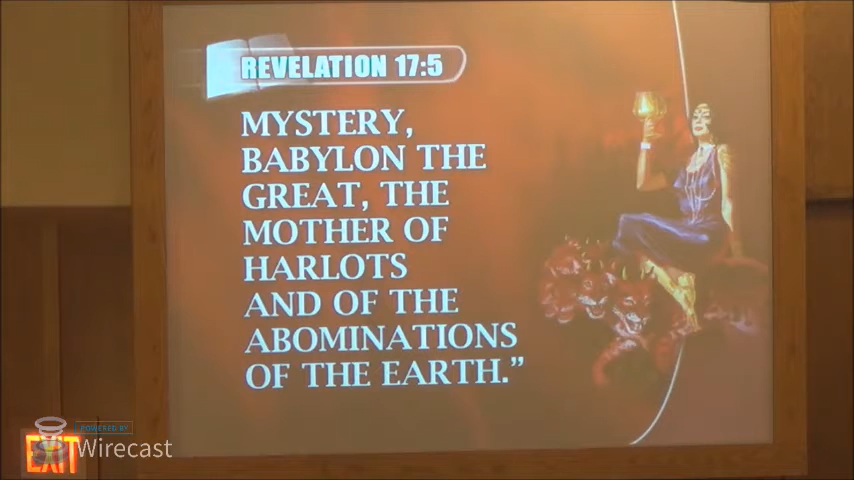 REVELATION 17:5
MYSTERY,
BABYLON THE
GREAT, THE
MOTHER OF
HARLOTS
AND OF THE
ABOMINATIONS
OF THE EARTH.”
POWERED BY
EXIT
Wirecast